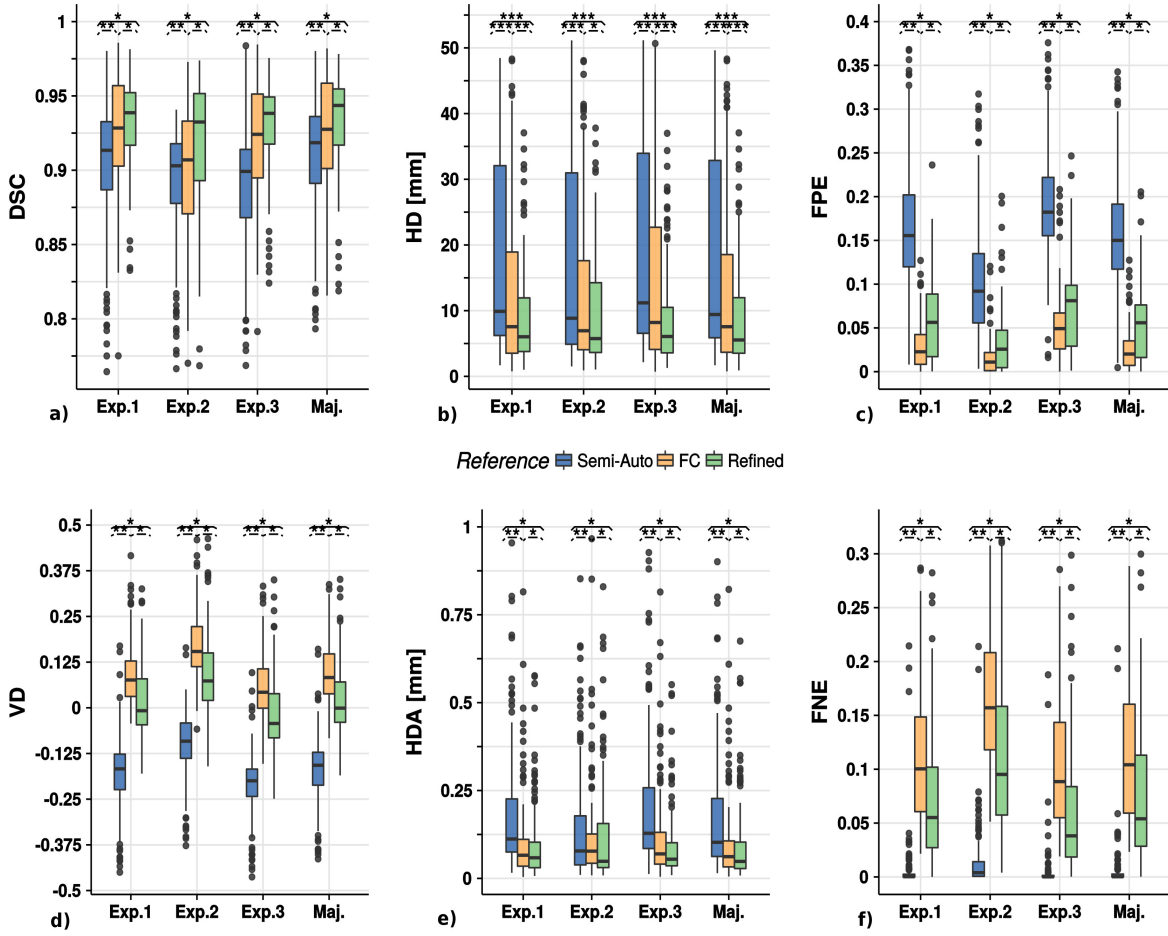 * * * *
** * ** * ** * ** *
DSC
0.95
0.9
0.85
0.8
Exp.1 Exp.2 Exp.3 Maj.
a)
*** *** *** ***
HD [mm]
50
40
30
20
10
0
Exp.1 Exp.2 Exp.3 Maj.
b)
* * * *
** * ** * ** * ** *
FPE
0.4
0.35
0.3
0.25
0.2
0.15
0.1
0.05
0
Exp.1 Exp.2 Exp.3 Maj.
c)
Reference Semi-Auto FC Refined
* * * *
** * ** * ** * ** *
VD
0.5
0.375
0.25
0.125
0
-0.125
-0.25
-0.375
-0.5
Exp.1 Exp.2 Exp.3 Maj.
d)
* * * *
** * ** * ** * ** *
HDA [mm]
1
0.75
0.5
0.25
0
Exp.1 Exp.2 Exp.3 Maj.
e)
* * * *
** * ** * ** * ** *
FNE
0.3
0.2
0.15
0.1
0.05
0
Exp.1 Exp.2 Exp.3 Maj.
f)